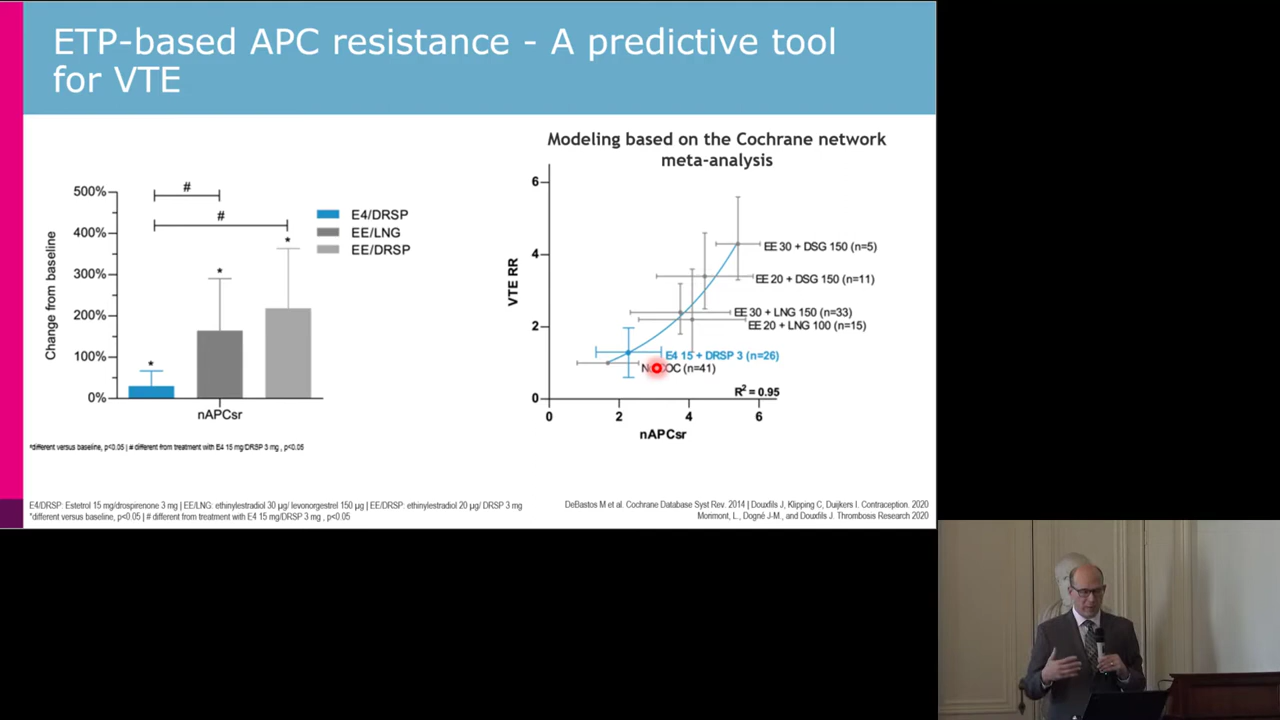 ETP-based APC resistance - A predictive tool
for VTE
500%
400%
300%
200%
100%
0%
Change from baseline
#
#
*
*
*
nAPCsr
E4/DRSP
EE/LNG
EE/DRSP
*different versus baseline, p<0.05 | # different from treatment with E4 15 mg/DRSP 3 mg , p<0.05
Modeling based on the Cochrane network
meta-analysis
6
4
2
0
VTE RR
0
2
4
6
nAPCsr
EE 30 + DSG 150 (n=5)
EE 20 + DSG 150 (n=11)
EE 30 + LNG 150 (n=33)
EE 20 + LNG 100 (n=15)
E4 15 + DRSP 3 (n=26)
(n=41)
R² = 0.95
E4/DRSP: Estetrol 15 mg/drospirenone 3 mg | EE/LNG: ethinylestradiol 30 µg/ levonorgestrel 150 µg | EE/DRSP: ethinylestradiol 20 µg/ DRSP 3 mg
*different versus baseline, p<0.05 | # different from treatment with E4 15 mg/DRSP 3 mg , p<0.05
DeBastos M et al. Cochrane Database Syst Rev. 2014 | Douxfils J, Klipping C, Duijkers I. Contraception. 2020
Morimont, L., Dogné J-M., and Douxfils J. Thrombosis Research 2020